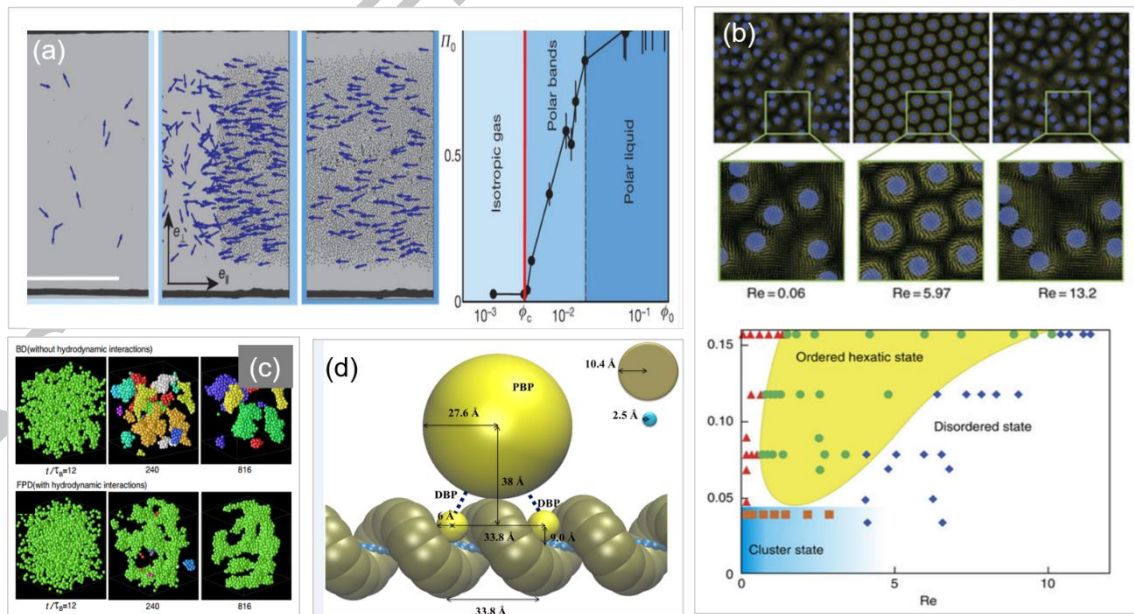 (a)
Π₀
0.5
0
Isotropic gas
Polar bands
Polar liquid
e⊥
e∥
10⁻³
ϕc
10⁻²
10⁻¹
ϕ₀
(b)
Re = 0.06
Re = 5.97
Re = 13.2
0.15
0.10
0.05
0.00
Ordered hexatic state
Disordered state
Cluster state
0
5
10
Re
BD(without hydrodynamic interactions)
(c)
t/τB=12
240
816
FPD(with hydrodynamic interactions)
t/τB=12
240
816
(d)
PBP
10.4 Å
27.6 Å
2.5 Å
38 Å
DBP
DBP
6 Å
33.8 Å
9.0 Å
33.8 Å